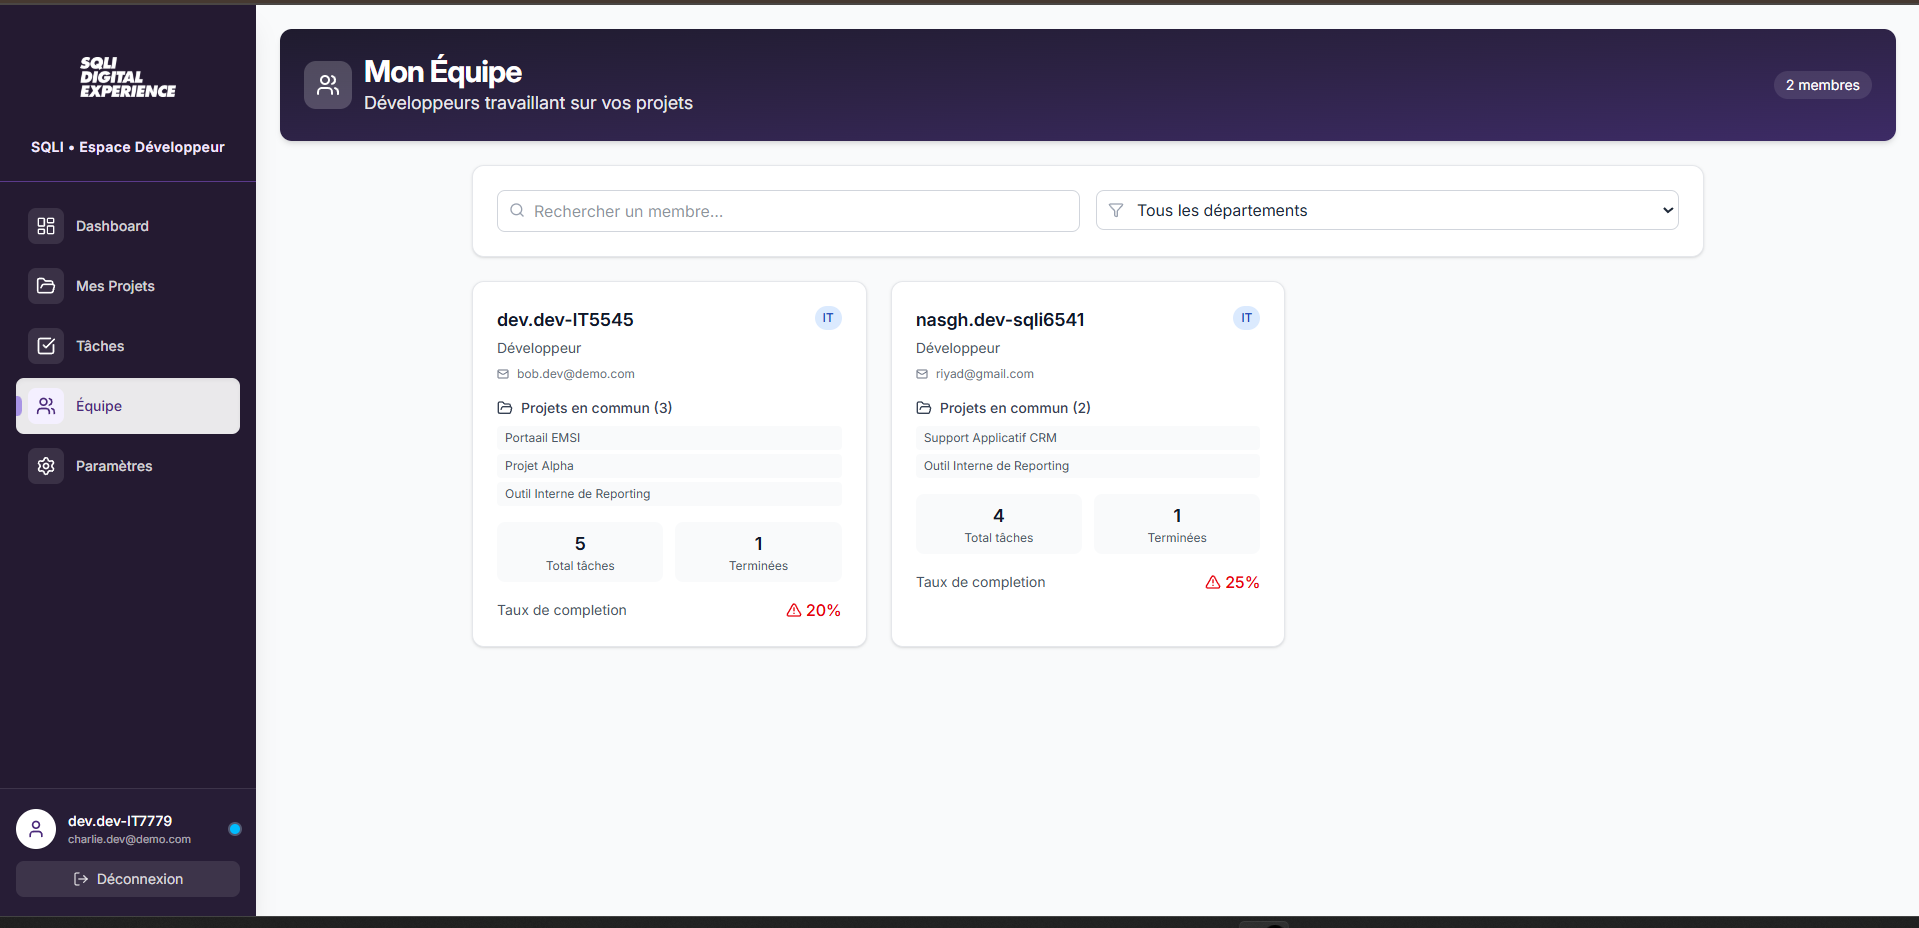 SQLI
DIGITAL
EXPERIENCE
SQLI • Espace Développeur
Dashboard
Mes Projets
Tâches
Équipe
Paramètres
dev.dev-IT7779
charlie.dev@demo.com
Déconnexion
Mon Équipe
Développeurs travaillant sur vos projets
2 membres
Rechercher un membre...
Tous les départements
dev.dev-IT5545
IT
Développeur
bob.dev@demo.com
Projets en commun (3)
Portaail EMSI
Projet Alpha
Outil Interne de Reporting
5
Total tâches
1
Terminées
Taux de completion
20%
nasgh.dev-sqli6541
IT
Développeur
riyad@gmail.com
Projets en commun (2)
Support Applicatif CRM
Outil Interne de Reporting
4
Total tâches
1
Terminées
Taux de completion
25%